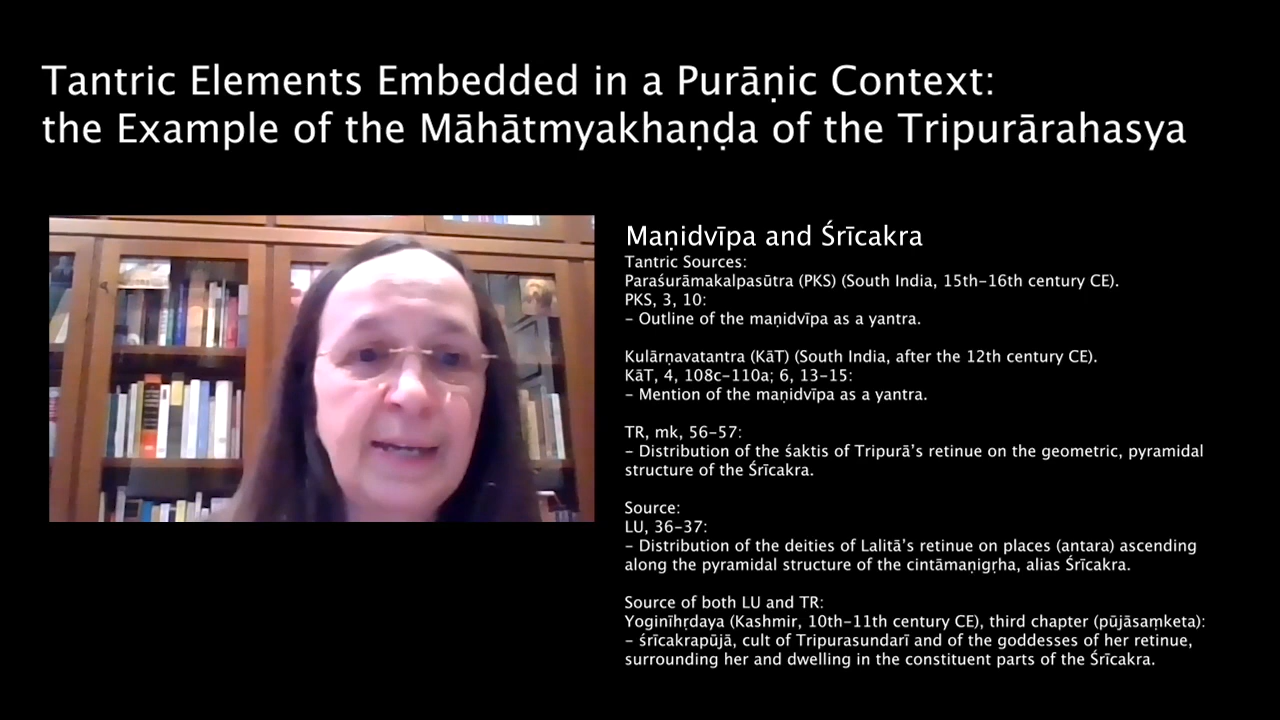 Tantric Elements Embedded in a Purāṇic Context:
the Example of the Māhātmyakhaṇḍa of the Tripurārahasya
Maṇidvīpa and Śrīcakra
Tantric Sources:
Paraśurāmakalpasūtra (PKS) (South India, 15th-16th century CE).
PKS, 3, 10:
- Outline of the maṇidvīpa as a yantra.
Kulārṇavatantra (KāT) (South India, after the 12th century CE).
KāT, 4, 108c-110a; 6, 13-15:
- Mention of the maṇidvīpa as a yantra.
TR, mk, 56-57:
- Distribution of the śaktis of Tripurā's retinue on the geometric, pyramidal
structure of the Śrīcakra.
Source:
LU, 36-37:
- Distribution of the deities of Lalitā's retinue on places (antara) ascending
along the pyramidal structure of the cintāmaṇigṛha, alias Śrīcakra.
Source of both LU and TR:
Yoginīhṛdaya (Kashmir, 10th-11th century CE), third chapter (pūjāsaṃketa):
- śrīcakrapūjā, cult of Tripurasundarī and of the goddesses of her retinue,
surrounding her and dwelling in the constituent parts of the Śrīcakra.